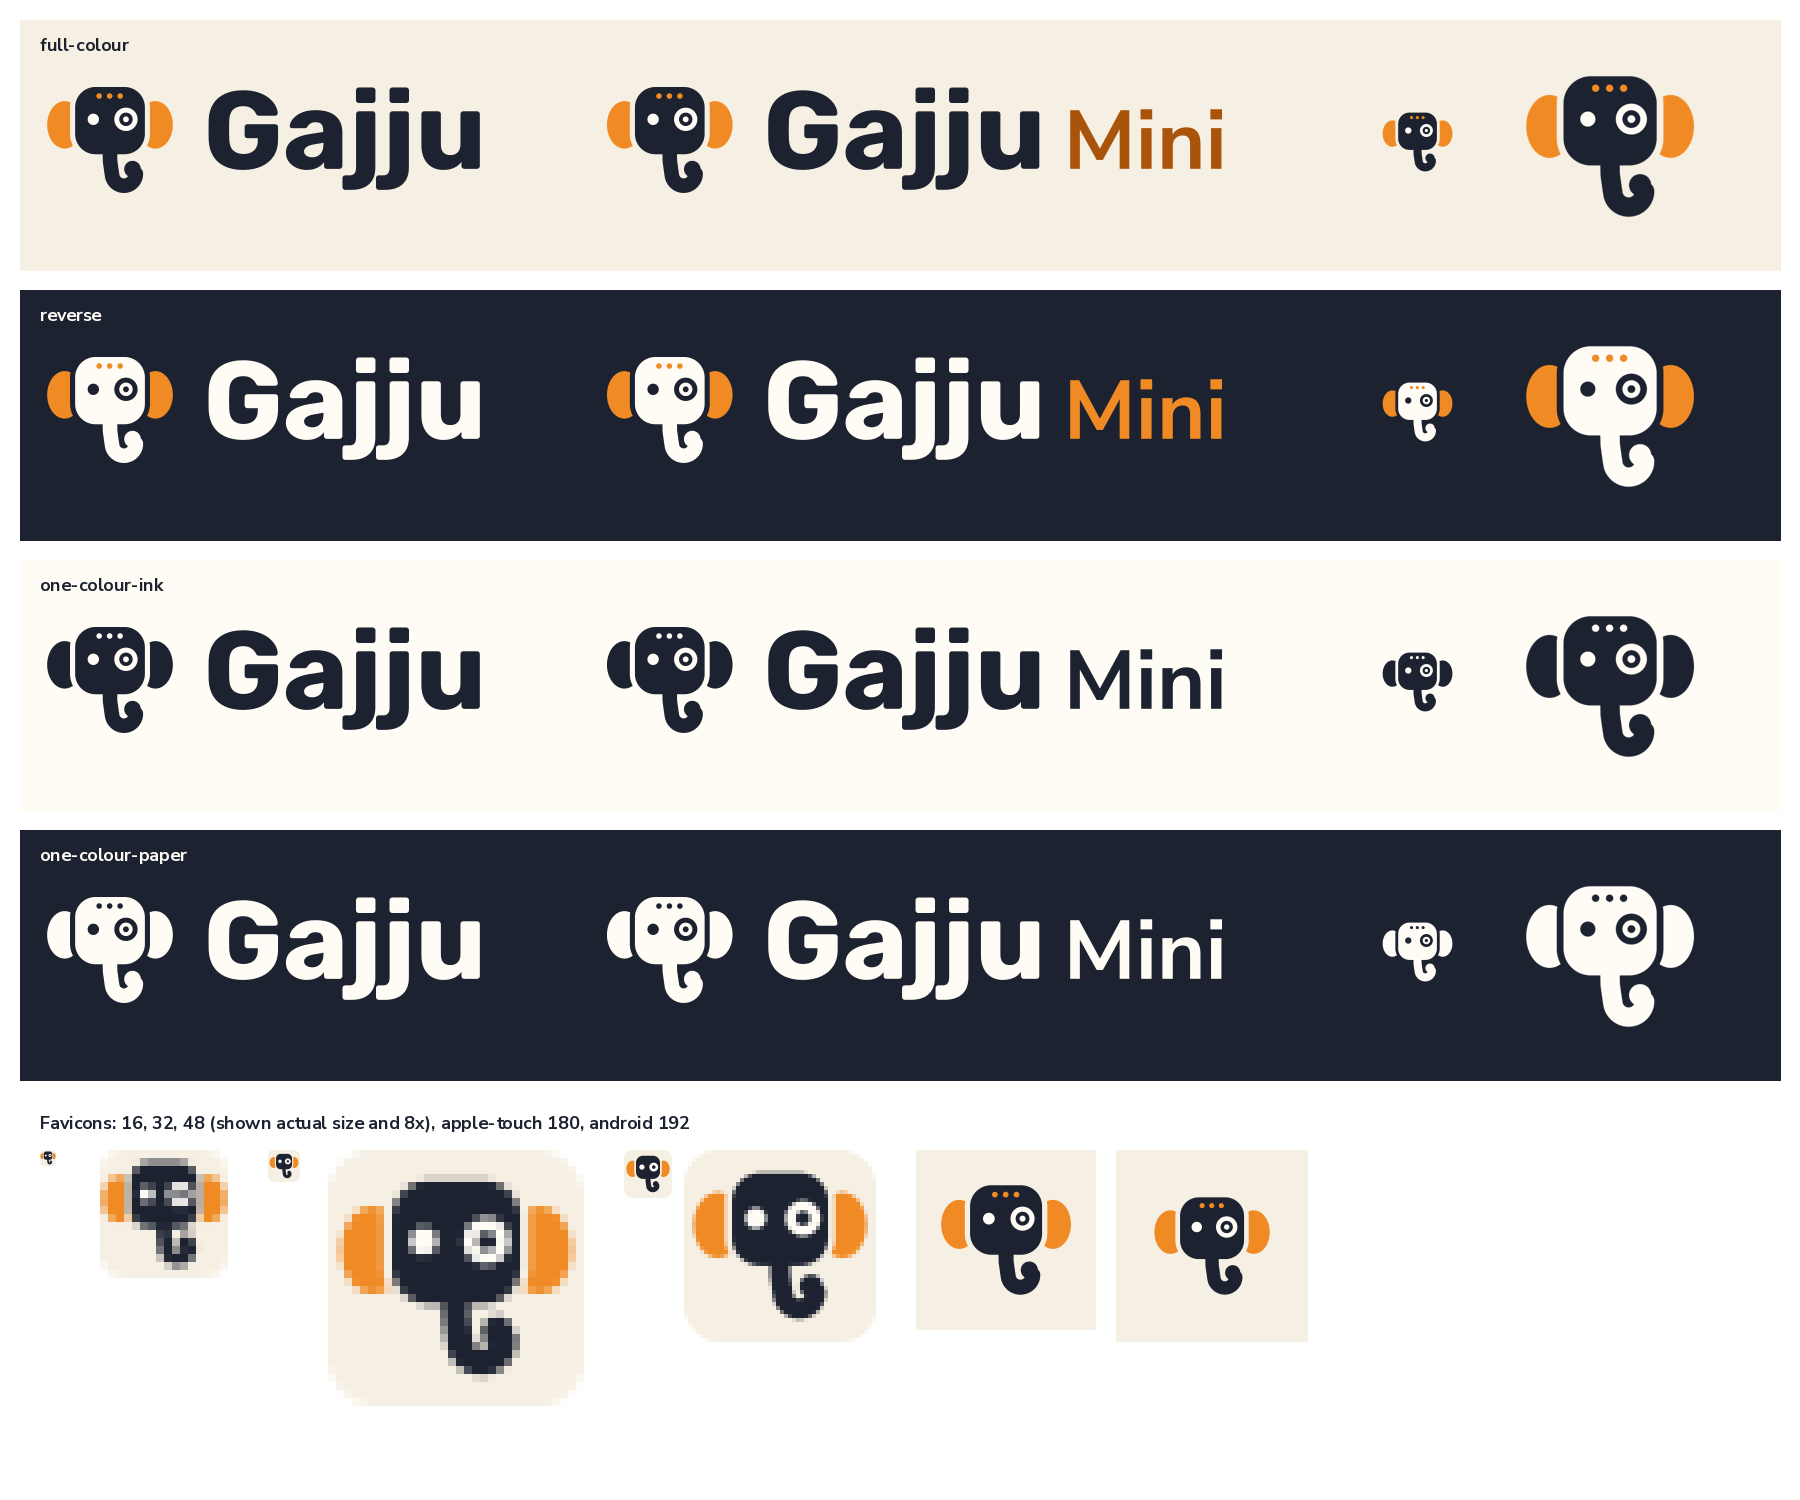 full-colour
Gajju
Gajju Mini
reverse
Gajju
Gajju Mini
one-colour-ink
Gajju
Gajju Mini
one-colour-paper
Gajju
Gajju Mini
Favicons: 16, 32, 48 (shown actual size and 8x), apple-touch 180, android 192